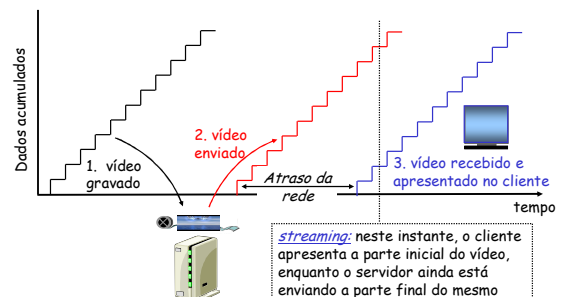 Dados acumulados
1. vídeo
gravado
2. vídeo
enviado
Atraso da
rede
3. vídeo recebido e
apresentado no cliente
tempo
streaming: neste instante, o cliente
apresenta a parte inicial do vídeo,
enquanto o servidor ainda está
enviando a parte final do mesmo